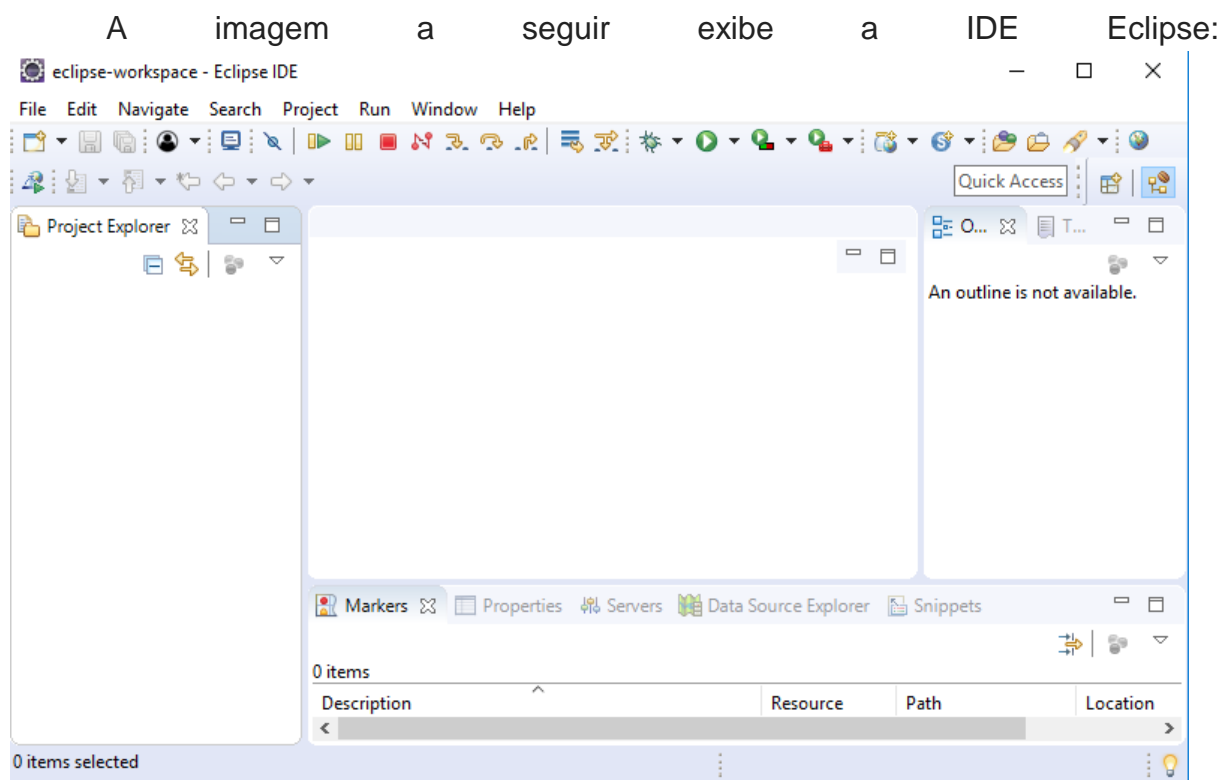 A imagem a seguir exibe a IDE Eclipse:
eclipse-workspace - Eclipse IDE
File Edit Navigate Search Project Run Window Help
Quick Access
Project Explorer
O... T...
An outline is not available.
Markers Properties Servers Data Source Explorer Snippets
0 items
Description Resource Path Location
0 items selected